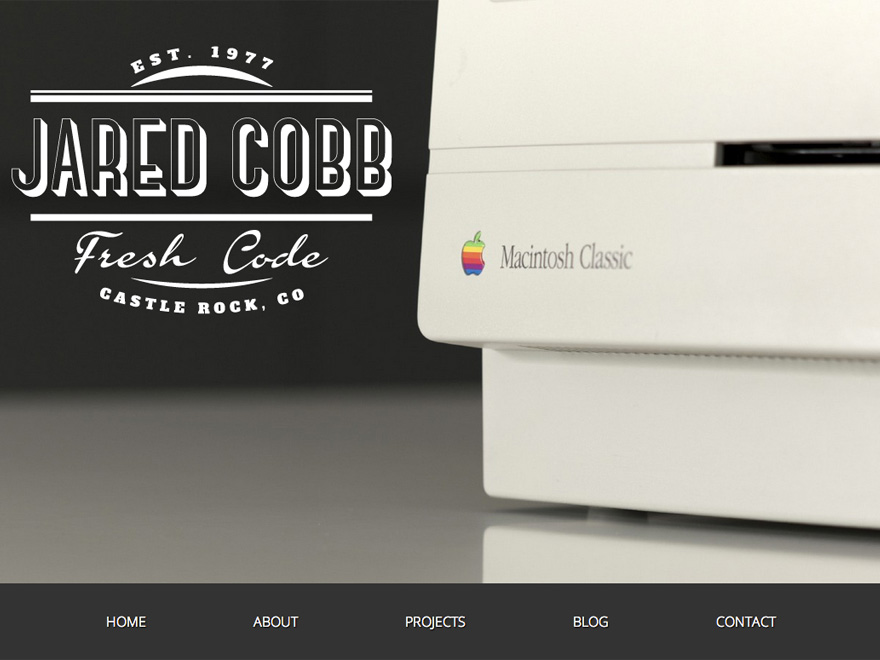 EST. 1977
JARED COBB
Fresh Code
CASTLE ROCK, CO
Macintosh Classic
HOME
ABOUT
PROJECTS
BLOG
CONTACT